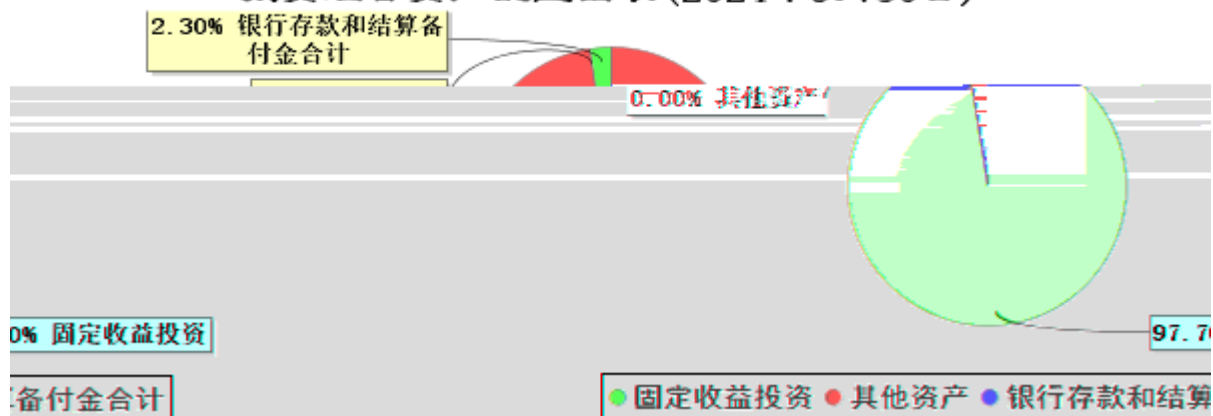 2.30% 银行存款和结算备
付金合计
0.00% 其他资产
0% 固定收益投资
97.7
备付金合计
固定收益投资 其他资产 银行存款和结算